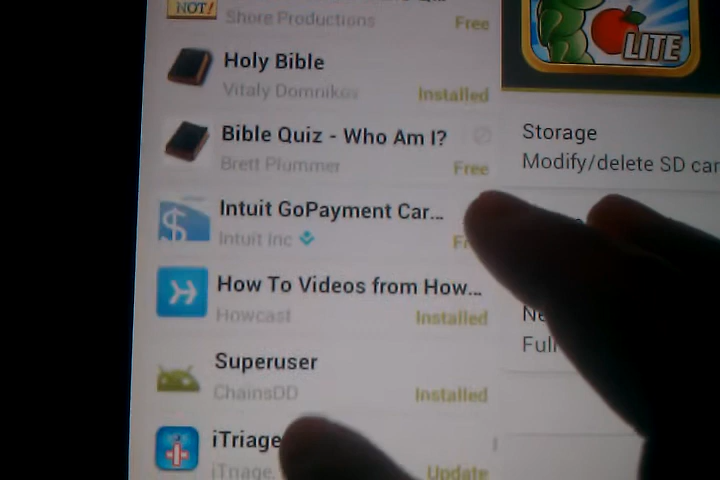 NOT!
Shore Productions
Free
Holy Bible
Vitaly Domnikov
Installed
Bible Quiz - Who Am I?
Brett Plummer
Free
Intuit GoPayment Car...
Intuit Inc
How To Videos from How...
Howcast
Installed
Superuser
ChainsDD
Installed
iTriage
iTriage,
Update
LITE
Storage
Modify/delete SD car
Full